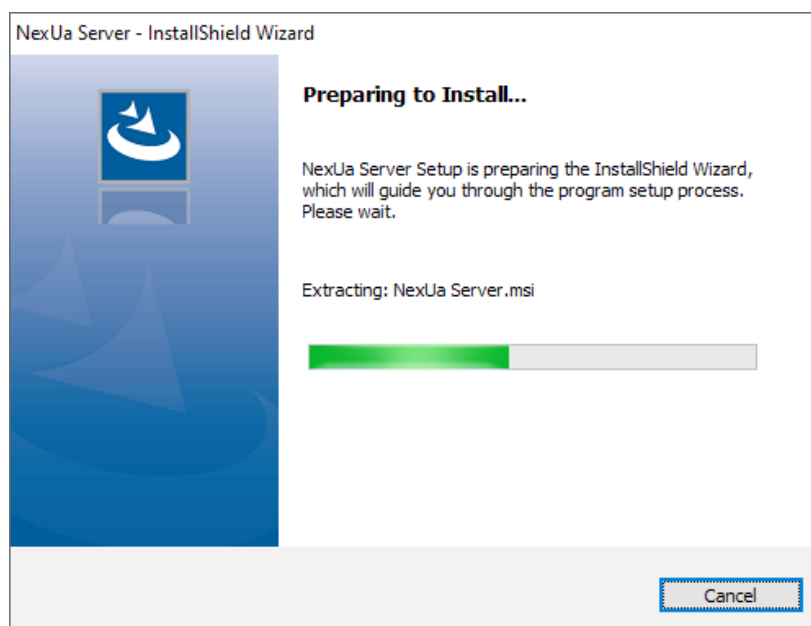 NexUa Server - InstallShield Wizard
Preparing to Install...
NexUa Server Setup is preparing the InstallShield Wizard,
which will guide you through the program setup process.
Please wait.
Extracting: NexUa Server.msi
Cancel